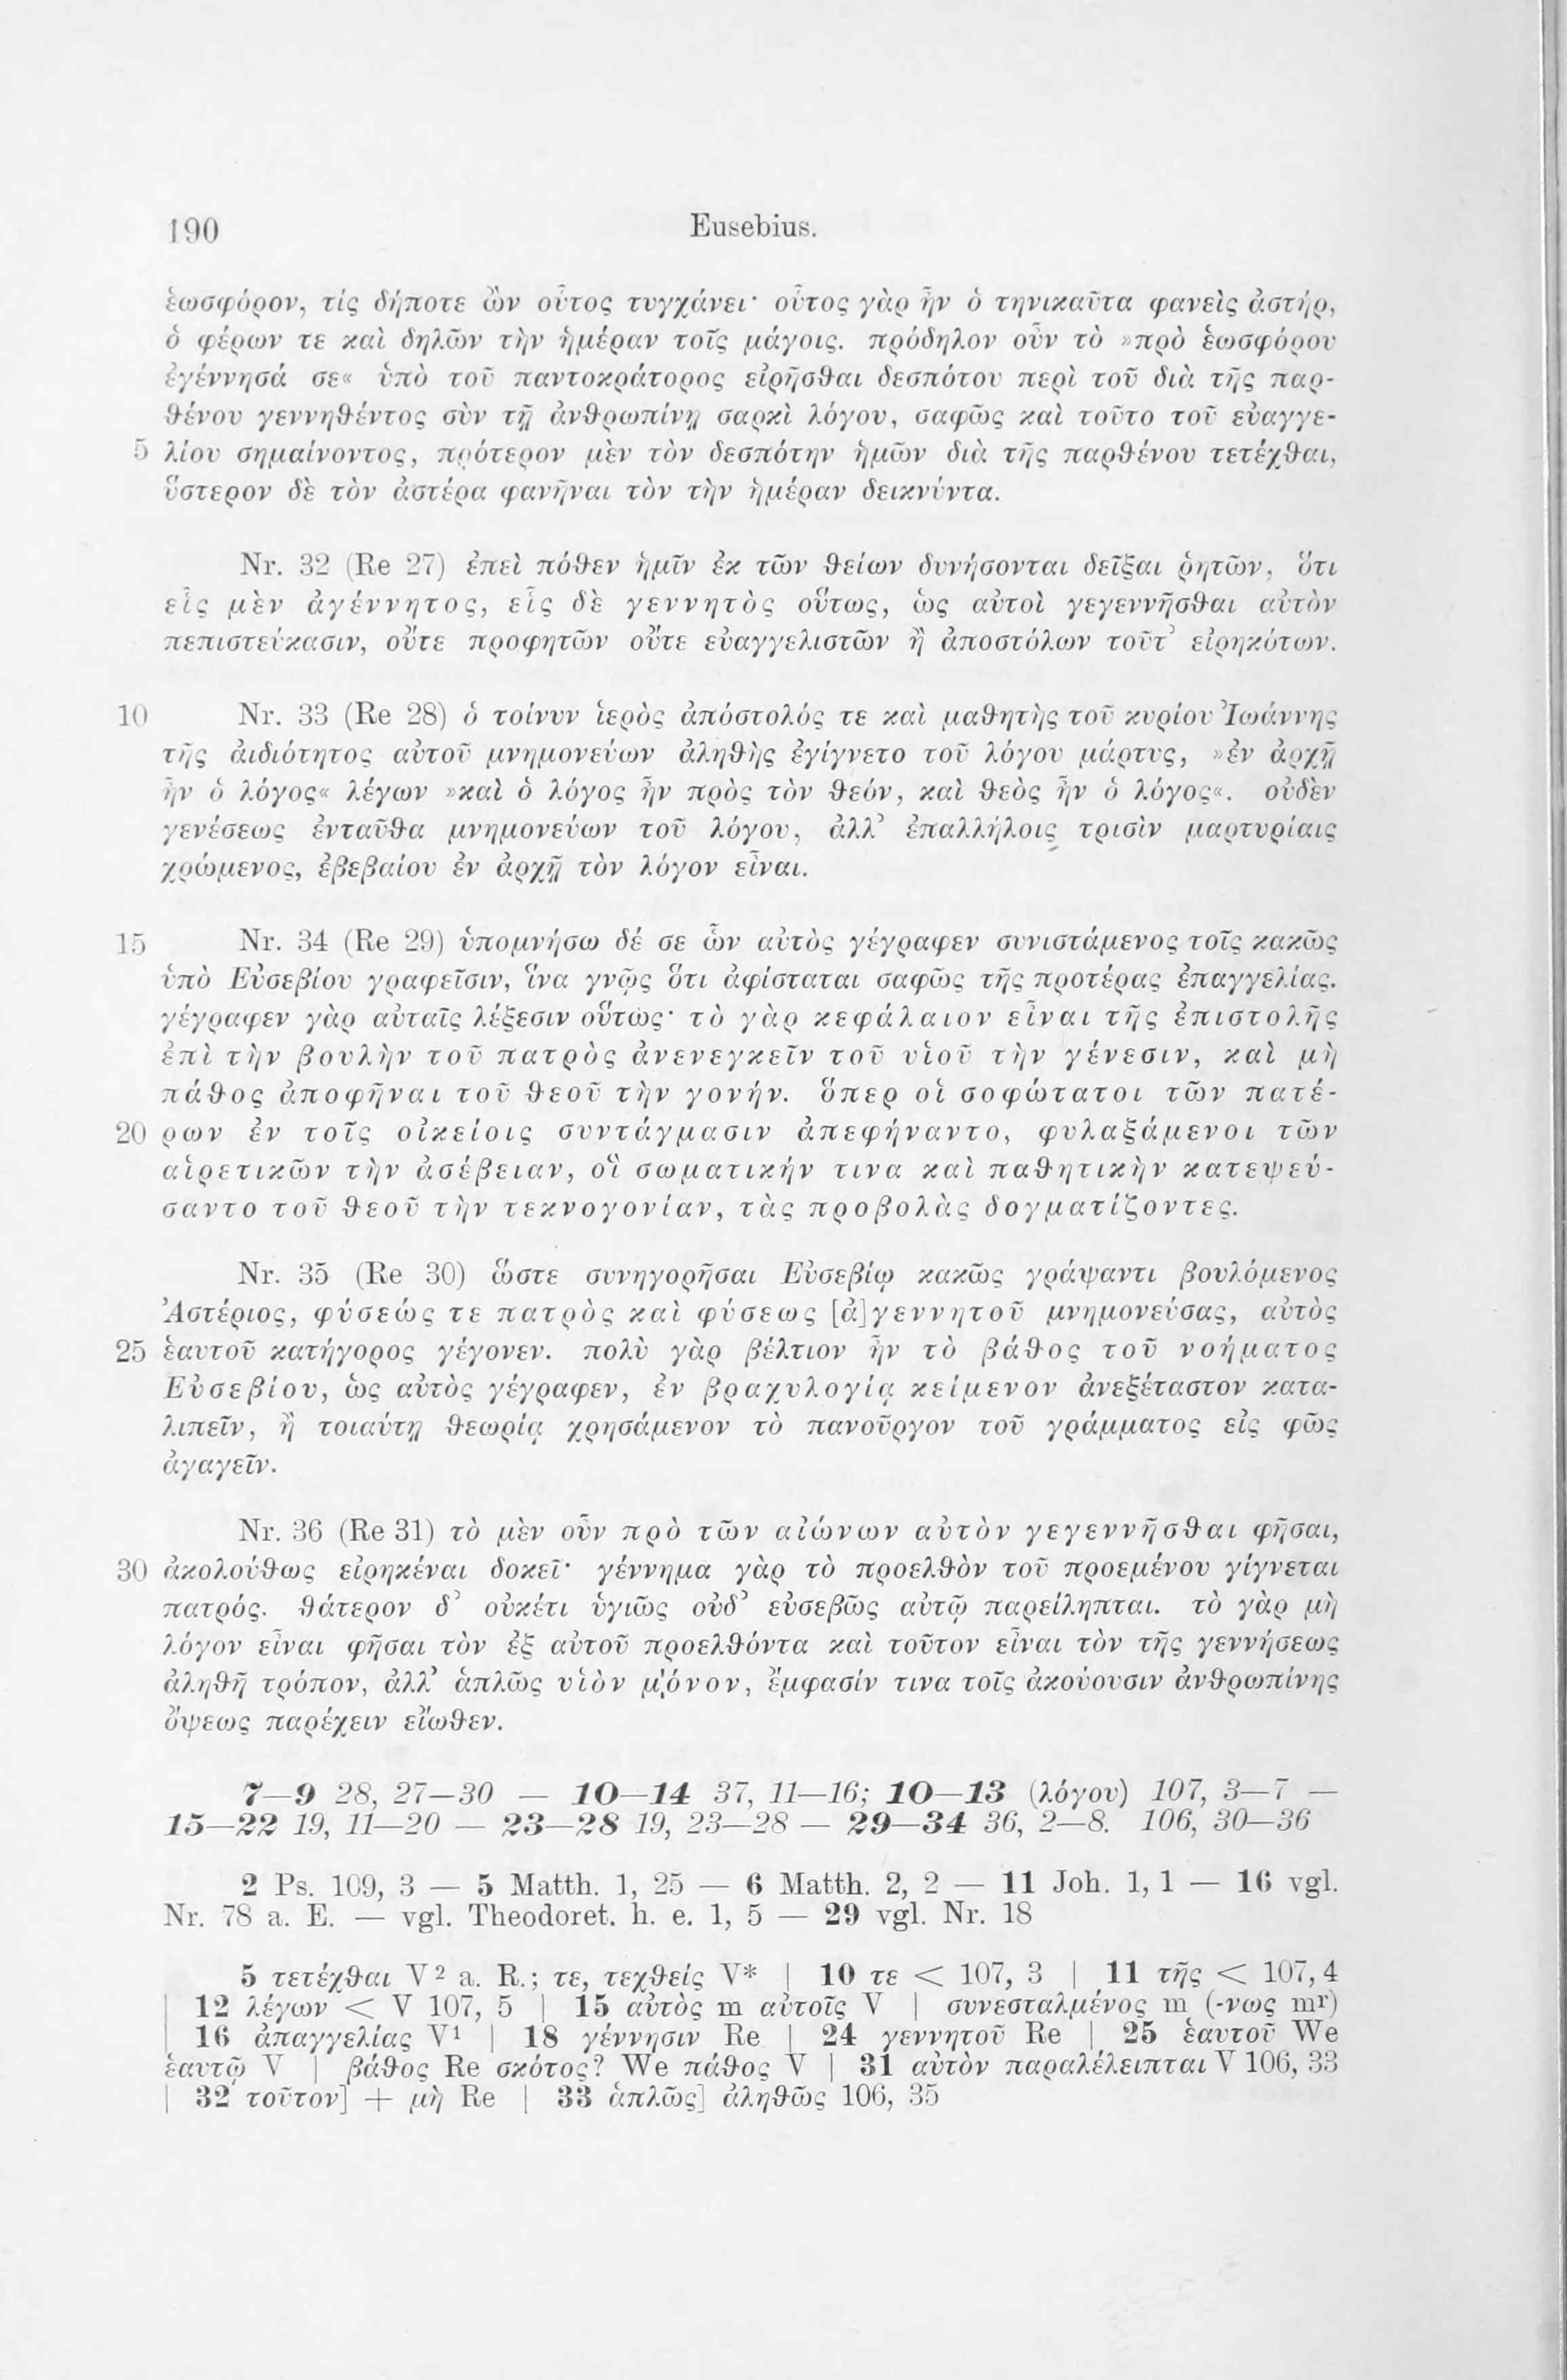 190 Eusebius.
ἑωσφόρον, τίς δήποτε ὢν οὗτος τυγχάνει· οὗτος γὰρ ἦν ὁ τηνικαῦτα φανεὶς ἀστήρ,
ὁ φέρων τε καὶ δηλῶν τὴν ἡμέραν τοῖς μάγοις. πρόδηλον οὖν τὸ »πρὸ ἑωσφόρου
ἐγέννησά σε« ὑπὸ τοῦ παντοκράτορος εἰρῆσθαι δεσπότου περὶ τοῦ διὰ τῆς παρ-
θένου γεννηθέντος σὺν τῇ ἀνθρωπίνῃ σαρκὶ λόγου, σαφῶς καὶ τοῦτο τοῦ εὐαγγε-
5 λίου σημαίνοντος, πρότερον μὲν τὸν δεσπότην ἡμῶν διὰ τῆς παρθένου τετέχθαι,
ὕστερον δὲ τὸν ἀστέρα φανῆναι τὸν τὴν ἡμέραν δεικνύντα.
Nr. 32 (Re 27) ἐπεὶ πόθεν ἡμῖν ἐκ τῶν θείων δυνήσονται δεῖξαι ῥητῶν, ὅτι
εἷς μὲν ἀγέννητος, εἷς δὲ γεννητὸς οὕτως, ὡς αὐτοὶ γεγεννῆσθαι αὐτὸν
πεπιστεύκασιν, οὔτε προφητῶν οὔτε εὐαγγελιστῶν ἢ ἀποστόλων τοῦτ’ εἰρηκότων.
10 Nr. 33 (Re 28) ὁ τοίνυν ἱερὸς ἀπόστολός τε καὶ μαθητὴς τοῦ κυρίου Ἰωάννης
τῆς ἀιδιότητος αὐτοῦ μνημονεύων ἀληθὴς ἐγίγνετο τοῦ λόγου μάρτυς, »ἐν ἀρχῇ
ἦν ὁ λόγος« λέγων »καὶ ὁ λόγος ἦν πρὸς τὸν θεόν, καὶ θεὸς ἦν ὁ λόγος«. οὐδὲν
γενέσεως ἐνταῦθα μνημονεύων τοῦ λόγου, ἀλλ’ ἐπαλλήλοις τρισὶν μαρτυρίαις
χρώμενος, ἐβεβαίου ἐν ἀρχῇ τὸν λόγον εἶναι.
15 Nr. 34 (Re 29) ὑπομνήσω δέ σε ὧν αὐτὸς γέγραφεν συνιστάμενος τοῖς κακῶς
ὑπὸ Εὐσεβίου γραφεῖσιν, ἵνα γνῷς ὅτι ἀφίσταται σαφῶς τῆς προτέρας ἐπαγγελίας.
γέγραφεν γὰρ αὐταῖς λέξεσιν οὕτως· τὸ γὰρ κεφάλαιον εἶναι τῆς ἐπιστολῆς
ἐπὶ τὴν βουλὴν τοῦ πατρὸς ἀνενεγκεῖν τοῦ υἱοῦ τὴν γένεσιν, καὶ μὴ
πάθος ἀποφῆναι τοῦ θεοῦ τὴν γονήν. ὅπερ οἱ σοφώτατοι τῶν πατέ-
20 ρων ἐν τοῖς οἰκείοις συντάγμασιν ἀπεφήναντο, φυλαξάμενοι τῶν
αἱρετικῶν τὴν ἀσέβειαν, οἳ σωματικήν τινα καὶ παθητικὴν κατεψεύ-
σαντο τοῦ θεοῦ τὴν τεκνογονίαν, τὰς προβολὰς δογματίζοντες.
Nr. 35 (Re 30) ὥστε συνηγορῆσαι Εὐσεβίῳ κακῶς γράψαντι βουλόμενος
Ἀστέριος, φύσεώς τε πατρὸς καὶ φύσεως [ἀ]γεννητοῦ μνημονεύσας, αὐτὸς
25 ἑαυτοῦ κατήγορος γέγονεν. πολὺ γὰρ βέλτιον ἦν τὸ βάθος τοῦ νοήματος
Εὐσεβίου, ὡς αὐτὸς γέγραφεν, ἐν βραχυλογίᾳ κείμενον ἀνεξέταστον κατα-
λιπεῖν, ἢ τοιαύτῃ θεωρίᾳ χρησάμενον τὸ πανοῦργον τοῦ γράμματος εἰς φῶς
ἀγαγεῖν.
Nr. 36 (Re 31) τὸ μὲν οὖν πρὸ τῶν αἰώνων αὐτὸν γεγεννῆσθαι φῆσαι,
30 ἀκολούθως εἰρηκέναι δοκεῖ· γέννημα γὰρ τὸ προελθὸν τοῦ προεμένου γίγνεται
πατρός. θάτερον δ’ οὐκέτι ὑγιῶς οὐδ’ εὐσεβῶς αὐτῷ παρείληπται. τὸ γὰρ μὴ
λόγον εἶναι φῆσαι τὸν ἐξ αὐτοῦ προελθόντα καὶ τοῦτον εἶναι τὸν τῆς γεννήσεως
ἀληθῆ τρόπον, ἀλλ’ ἁπλῶς υἱὸν μόνον, ἔμφασίν τινα τοῖς ἀκούουσιν ἀνθρωπίνης
ὄψεως παρέχειν εἴωθεν.
7—9 28, 27—30 — 10—14 37, 11—16; 10—13 (λόγου) 107, 3—7 —
15—22 19, 11—20 — 23—28 19, 23—28 — 29—34 36, 2—8. 106, 30—36
2 Ps. 109, 3 — 5 Matth. 1, 25 — 6 Matth. 2, 2 — 11 Joh. 1, 1 — 16 vgl.
Nr. 78 a. E. — vgl. Theodoret. h. e. 1, 5 — 29 vgl. Nr. 18
5 τετέχθαι V² a. R.; τε, τεχθείς V* | 10 τε < 107, 3 | 11 τῆς < 107, 4
| 12 λέγων < V 107, 5 | 15 αὐτὸς m αὐτοῖς V | συνεσταλμένος m (-νως mʳ)
| 16 ἀπαγγελίας V¹ | 18 γέννησιν Re | 24 γεννητοῦ Re | 25 ἑαυτοῦ We
ἑαυτῷ V | βάθος Re σκότος? We πάθος V | 31 αὐτὸν παραλέλειπται V 106, 33
| 32 τοῦτον] + μὴ Re | 33 ἁπλῶς] ἀληθῶς 106, 35